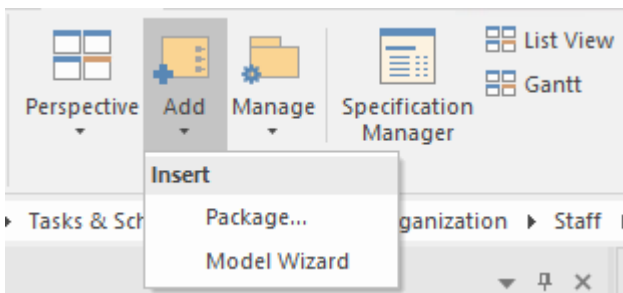 List View
Gantt
Perspective Add Manage Specification Manager
Insert
Tasks & Sch ganization Staff
Package...
Model Wizard